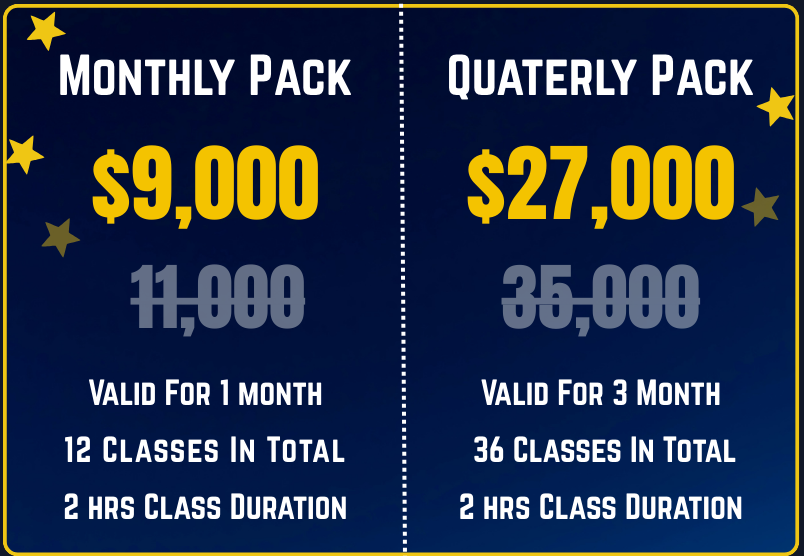 Monthly Pack
$9,000
11,000
Valid For 1 month
12 Classes In Total
2 hrs Class Duration
Quaterly Pack
$27,000
35,000
Valid For 3 Month
36 Classes In Total
2 hrs Class Duration